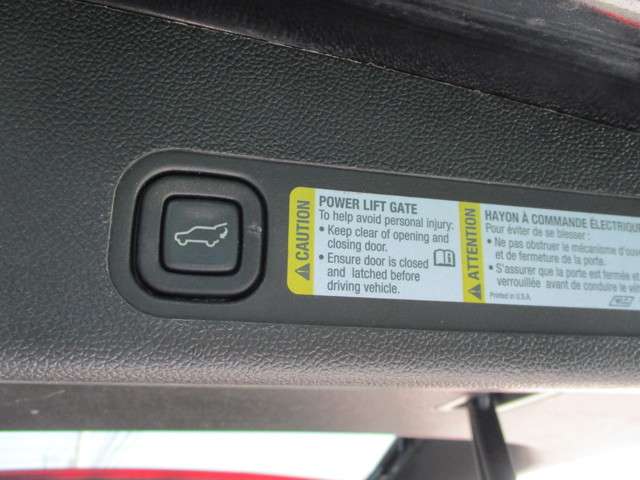 CAUTION
POWER LIFT GATE
To help avoid personal injury:
• Keep clear of opening and
closing door.
• Ensure door is closed
and latched before
driving vehicle.
ATTENTION
HAYON À COMMANDE ÉLECTRIQUE
Pour éviter de se blesser :
• Ne pas obstruer le mécanisme
et de fermeture de la porte.
• S'assurer que la porte est fermée et
verrouillée avant de conduire le
Printed in U.S.A.